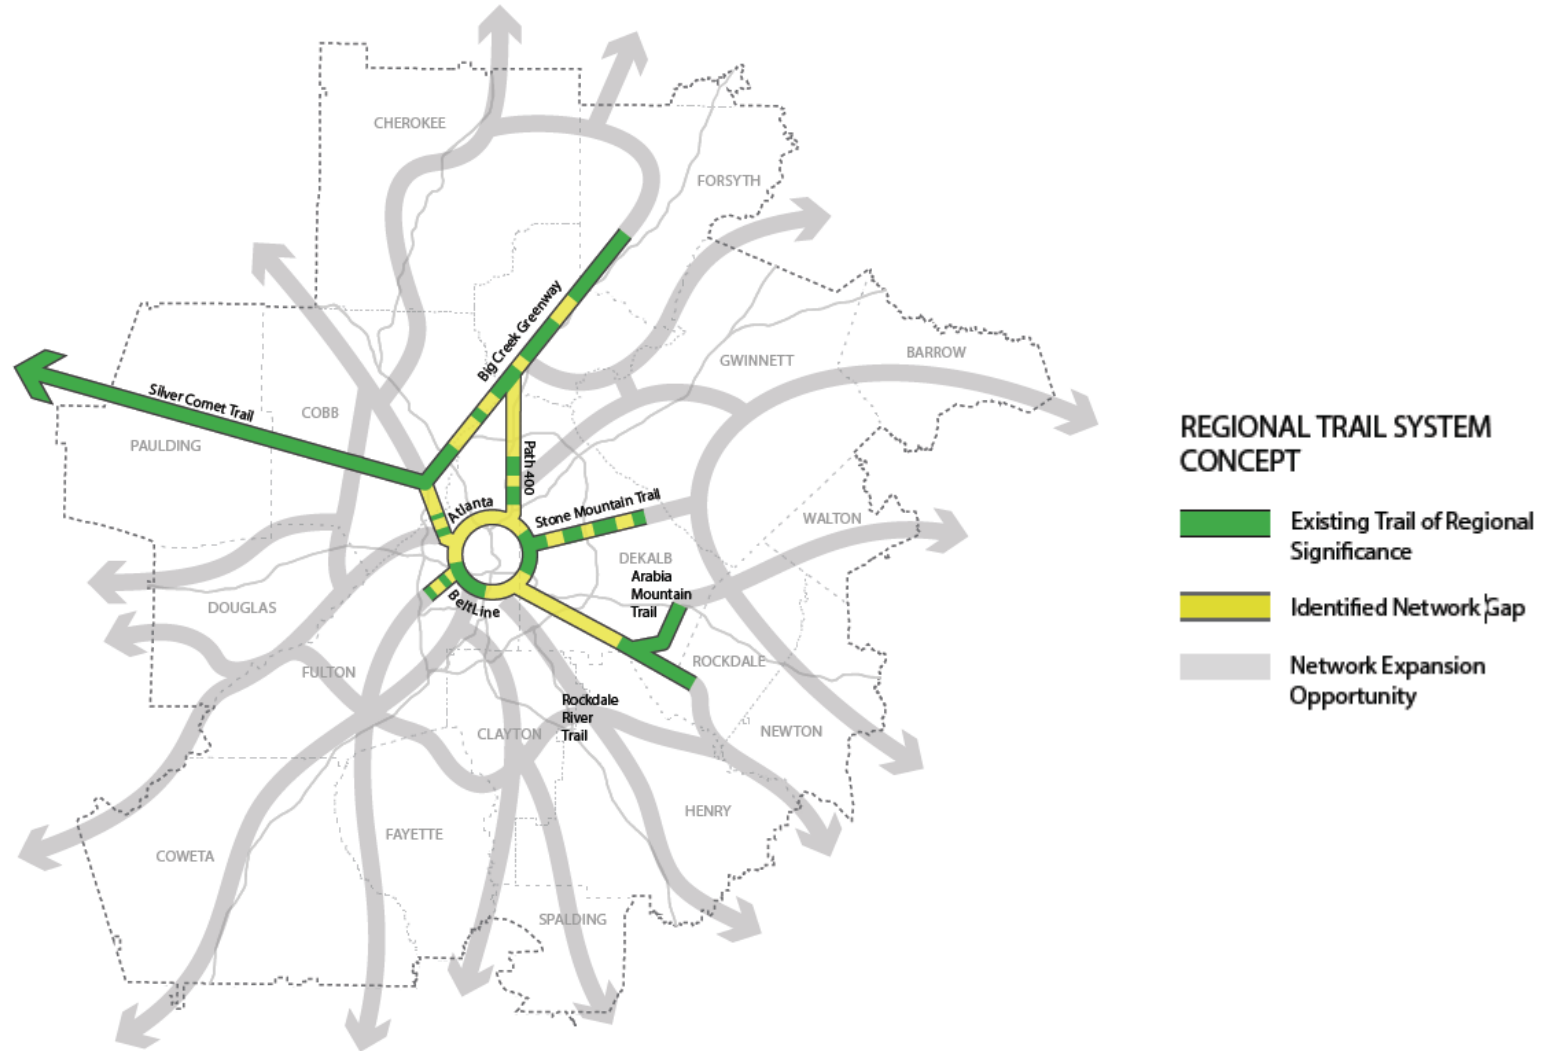 CHEROKEE
FORSYTH
Big Creek Greenway
GWINNETT
BARROW
Silver Comet Trail
COBB
PAULDING
Path 400
Atlanta
BeltLine
Stone Mountain Trail
WALTON
DEKALB
Arabia
Mountain
Trail
DOUGLAS
FULTON
ROCKDALE
Rockdale
River
Trail
CLAYTON
NEWTON
HENRY
FAYETTE
COWETA
SPALDING
REGIONAL TRAIL SYSTEM
CONCEPT
Existing Trail of Regional
Significance
Identified Network Gap
Network Expansion
Opportunity